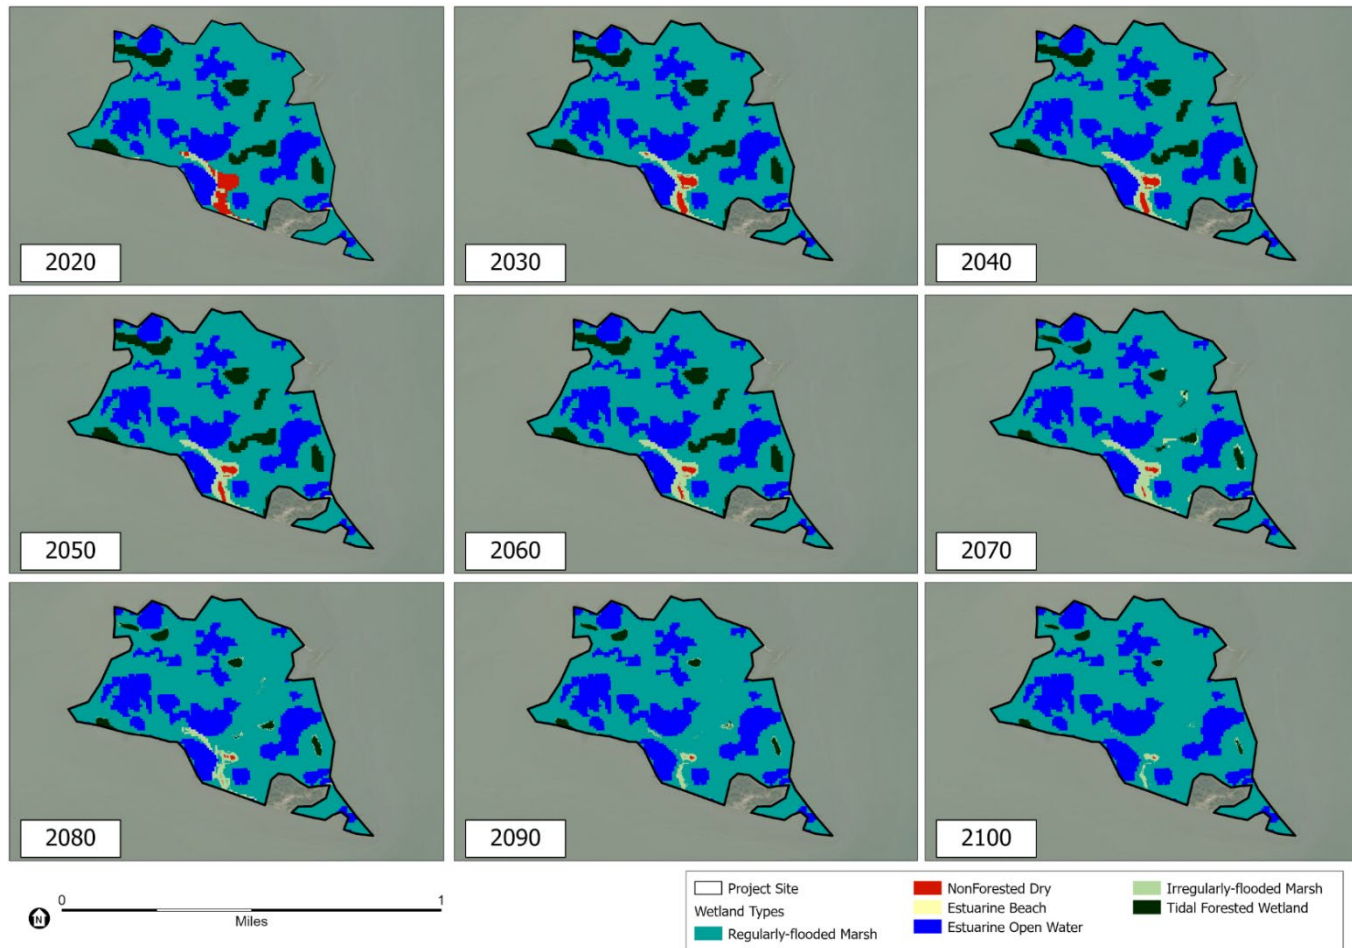 2020
2030
2040
2050
2060
2070
2080
2090
2100
N
0
1
Miles
Project Site
Wetland Types
Regularly-flooded Marsh
NonForested Dry
Estuarine Beach
Estuarine Open Water
Irregularly-flooded Marsh
Tidal Forested Wetland